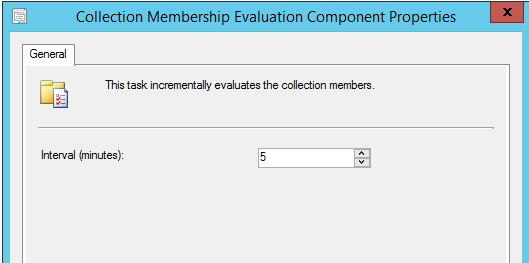 Collection Membership Evaluation Component Properties
x
General
This task incrementally evaluates the collection members.
Interval (minutes): 5